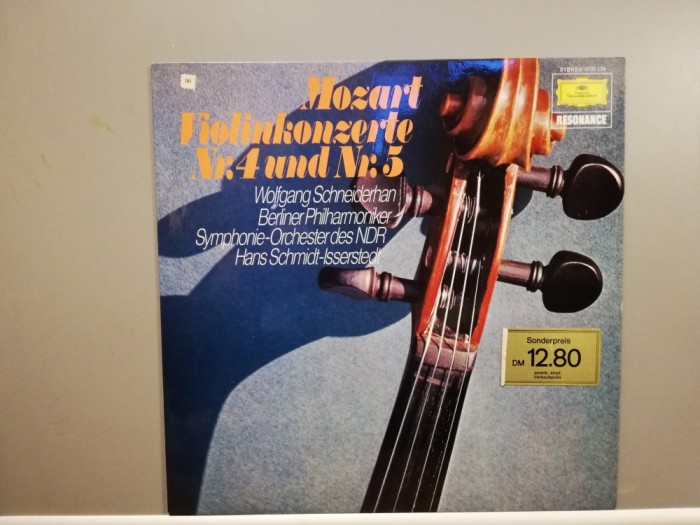 Mozart
Violinkonzerte
Nr. 4 und Nr. 5
Wolfgang Schneiderhan
Berliner Philharmoniker
Symphonie-Orchester des NDR
Hans Schmidt-Isserstedt
STEREO
RESONANCE
Sonderpreis
DM 12.80